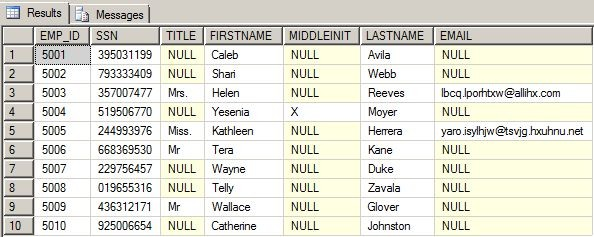 Results Messages
EMP_ID SSN TITLE FIRSTNAME MIDDLEINIT LASTNAME EMAIL
1 5001 395031199 NULL Caleb NULL Avila NULL
2 5002 793333409 NULL Shari NULL Webb NULL
3 5003 357007477 Mrs. Helen NULL Reeves lbcq.lporhtxw@allihx.com
4 5004 519506770 NULL Yesenia X Moyer NULL
5 5005 244993976 Miss. Kathleen NULL Herrera yaro.isylhjw@tsvjg.hxuhnu.net
6 5006 668369530 Mr Tera NULL Kane NULL
7 5007 229756457 NULL Wayne NULL Duke NULL
8 5008 019655316 NULL Telly NULL Zavala NULL
9 5009 436312171 Mr Wallace NULL Glover NULL
10 5010 925006654 NULL Catherine NULL Johnston NULL